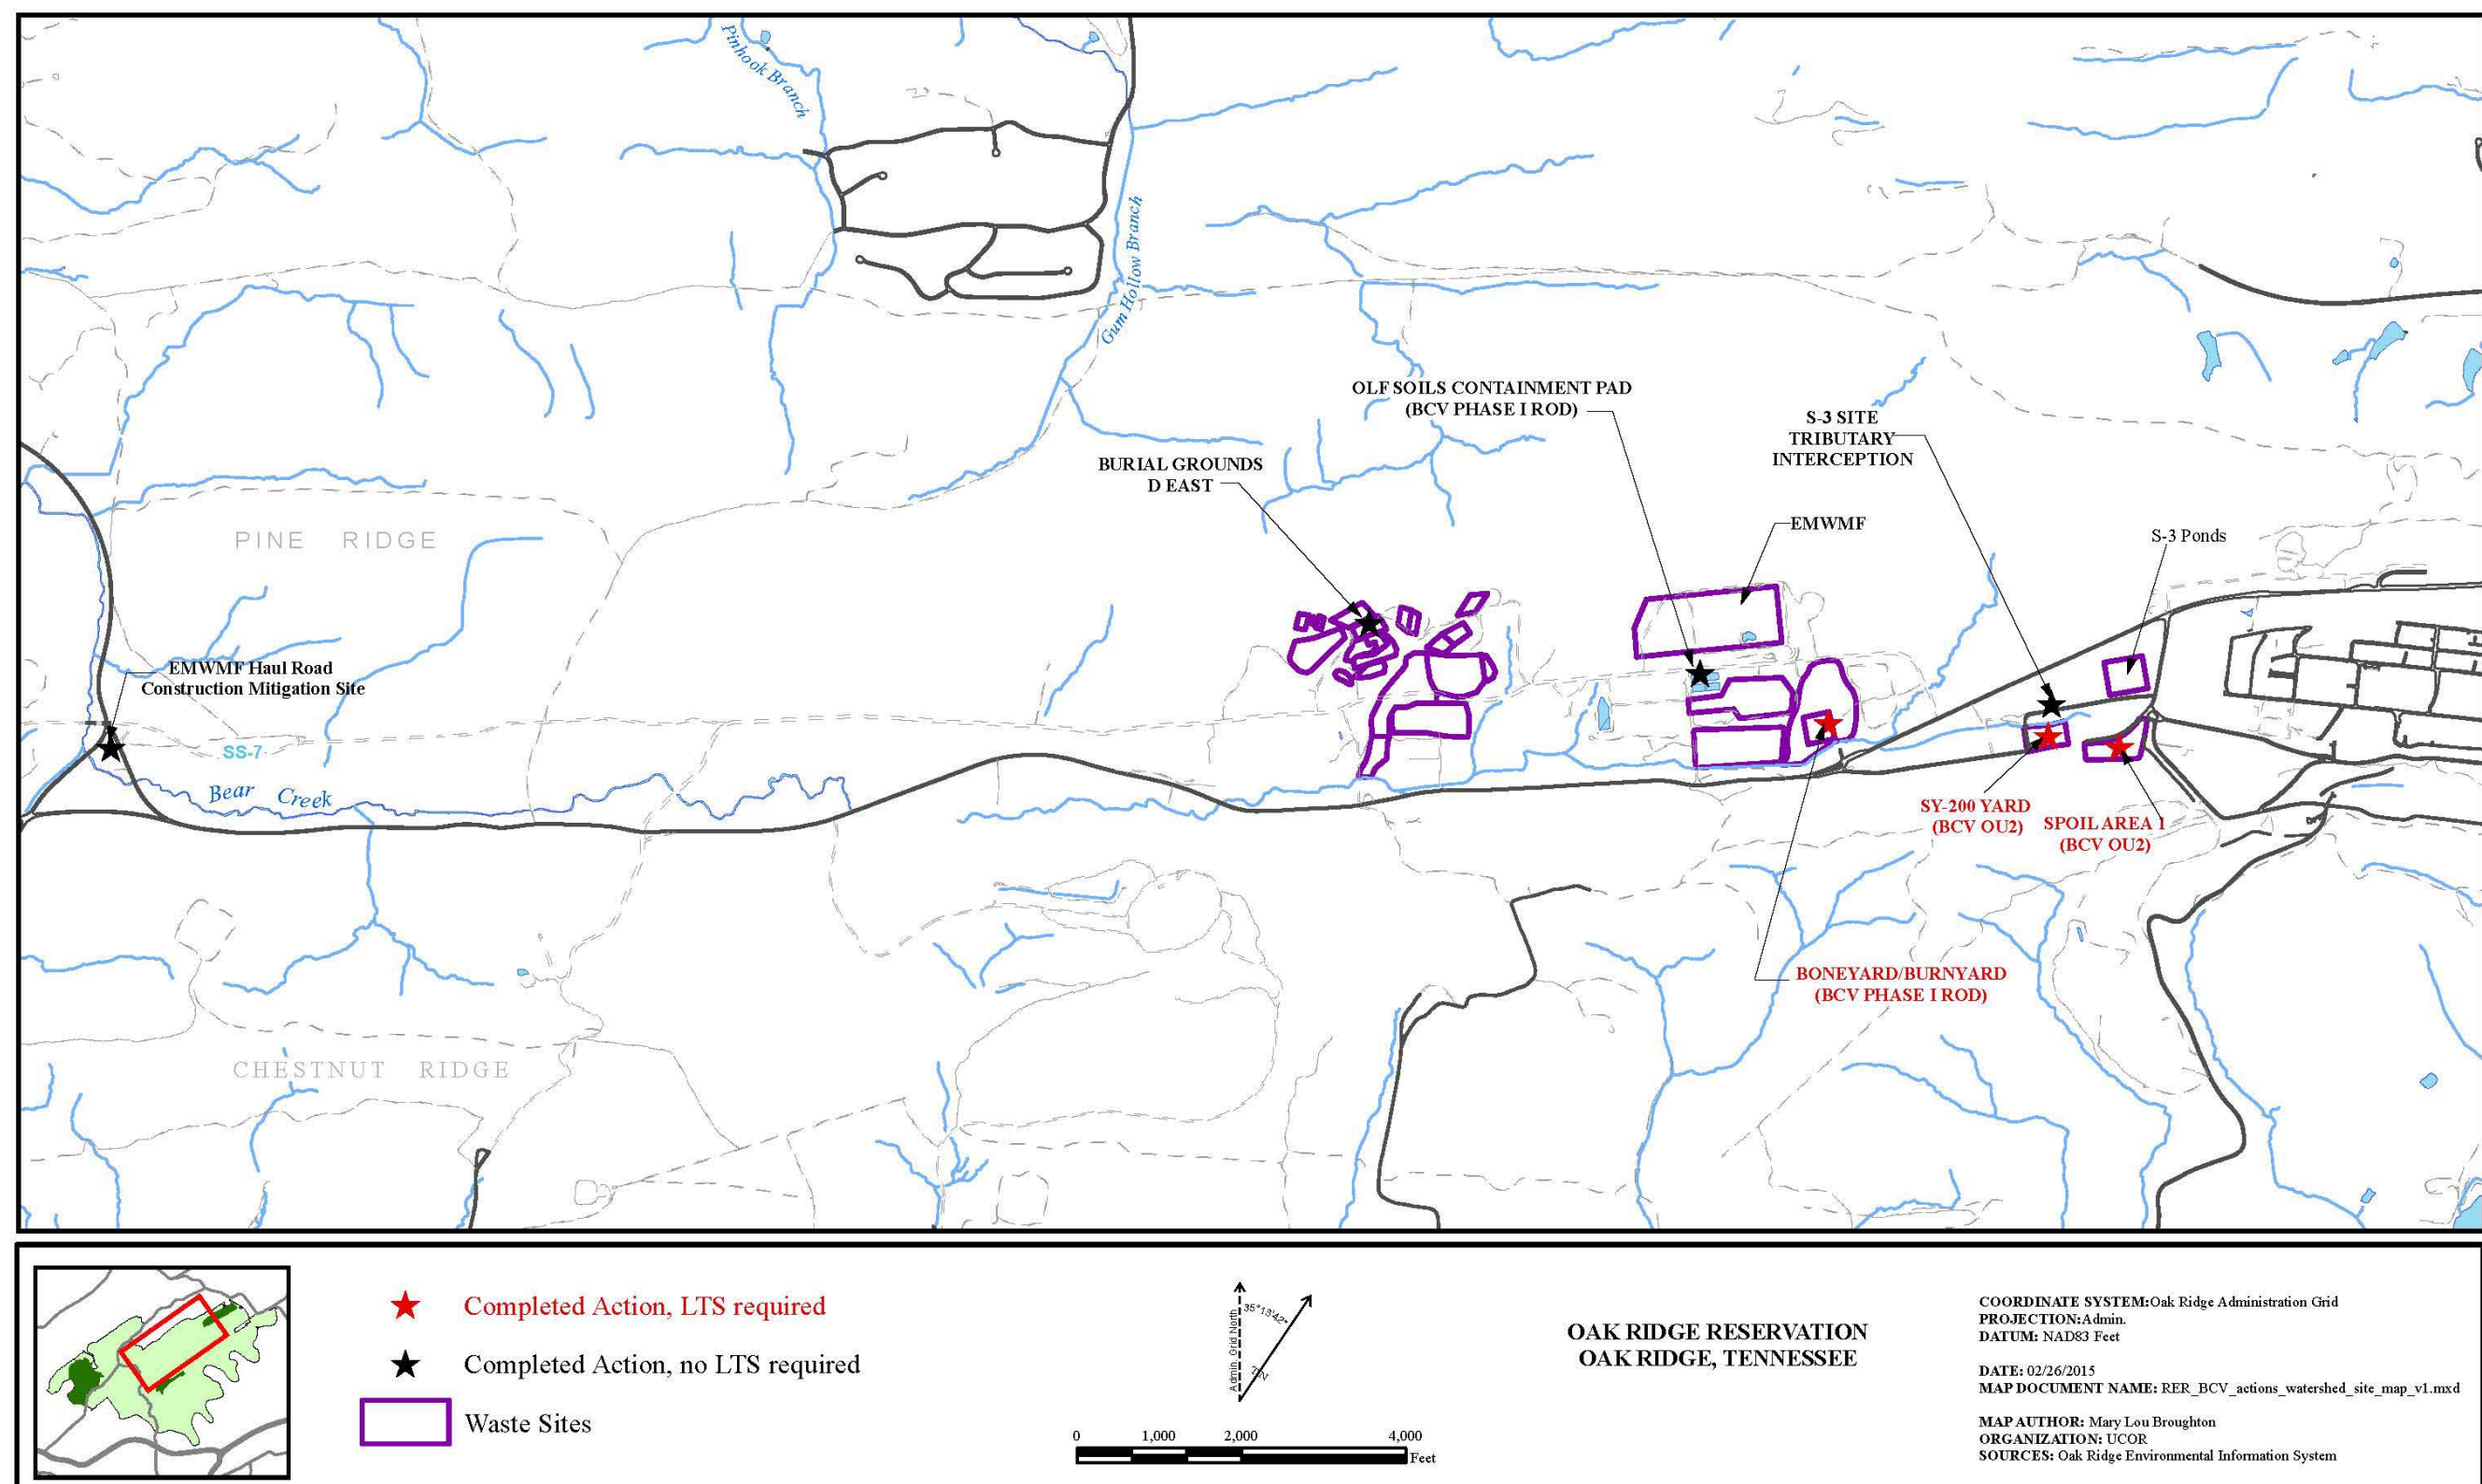 Pinhook Branch
Gum Hollow Branch
OLF SOILS CONTAINMENT PAD
(BCV PHASE I ROD)
S-3 SITE
TRIBUTARY
INTERCEPTION
BURIAL GROUNDS
D EAST
EMWMF
S-3 Ponds
PINE RIDGE
EMWMF Haul Road
Construction Mitigation Site
SS-7
Bear Creek
SY-200 YARD
(BCV OU2)
SPOIL AREA 1
(BCV OU2)
BONEYARD/BURNYARD
(BCV PHASE I ROD)
CHESTNUT RIDGE
Completed Action, LTS required
Completed Action, no LTS required
Waste Sites
Admin. Grid North
35°13'42"
TN
0 1,000 2,000 4,000
Feet
OAK RIDGE RESERVATION
OAK RIDGE, TENNESSEE
COORDINATE SYSTEM:Oak Ridge Administration Grid
PROJECTION:Admin.
DATUM: NAD83 Feet
DATE: 02/26/2015
MAP DOCUMENT NAME: RER_BCV_actions_watershed_site_map_v1.mxd
MAP AUTHOR: Mary Lou Broughton
ORGANIZATION: UCOR
SOURCES: Oak Ridge Environmental Information System